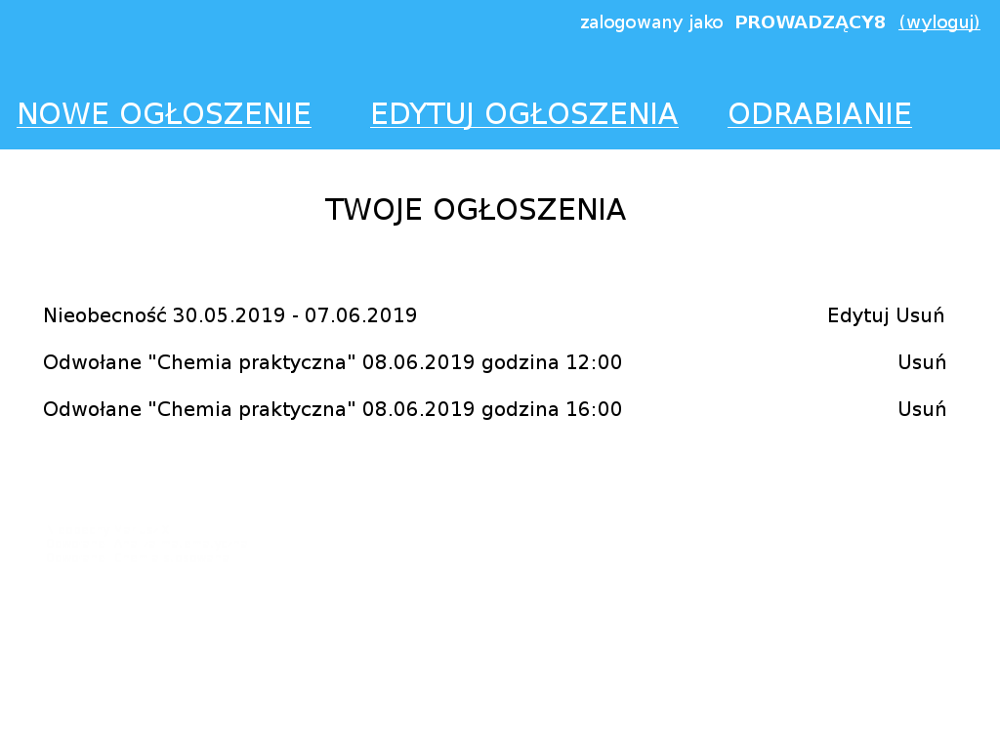 zalogowany jako PROWADZĄCY8 (wyloguj)
NOWE OGŁOSZENIE EDYTUJ OGŁOSZENIA ODRABIANIE
TWOJE OGŁOSZENIA
Nieobecność 30.05.2019 - 07.06.2019 Edytuj Usuń
Odwołane "Chemia praktyczna" 08.06.2019 godzina 12:00 Usuń
Odwołane "Chemia praktyczna" 08.06.2019 godzina 16:00 Usuń